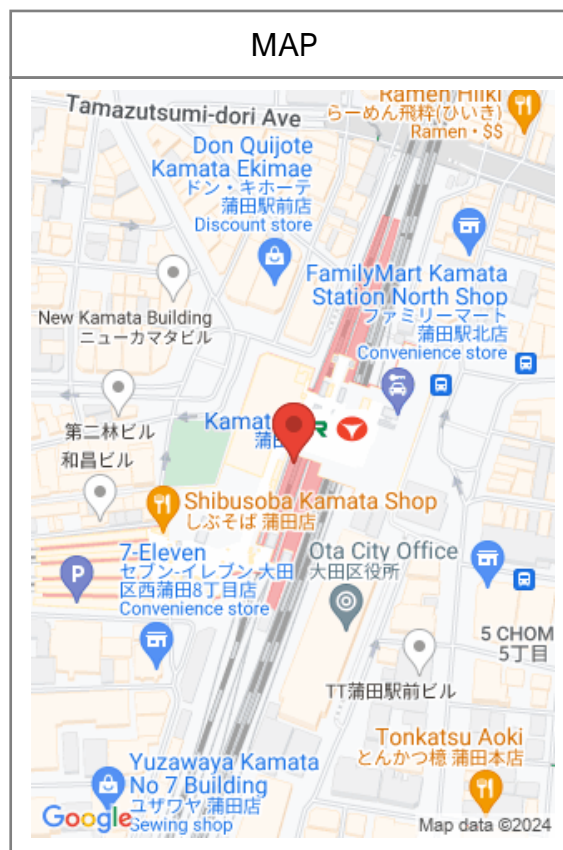 MAP
Ramen Hiiki
らーめん飛粋(ひいき)
Ramen・$$
Tamazutsumi-dori Ave
Don Quijote
Kamata Ekimae
ドン・キホーテ
蒲田駅前店
Discount store
FamilyMart Kamata
Station North Shop
ファミリーマート
蒲田駅北店
Convenience store
New Kamata Building
ニューカマタビル
第二林ビル
和昌ビル
Shibusoba Kamata Shop
しぶそば 蒲田店
7-Eleven
セブン-イレブン 大田
区西蒲田8丁目店
Convenience store
P
Ota City Office
大田区役所
5 CHOM
5丁目
TT蒲田駅前ビル
Tonkatsu Aoki
とんかつ檍 蒲田本店
Yuzawaya Kamata
No 7 Building
ユザワヤ 蒲田店
Sewing shop
Google
Map data ©2024